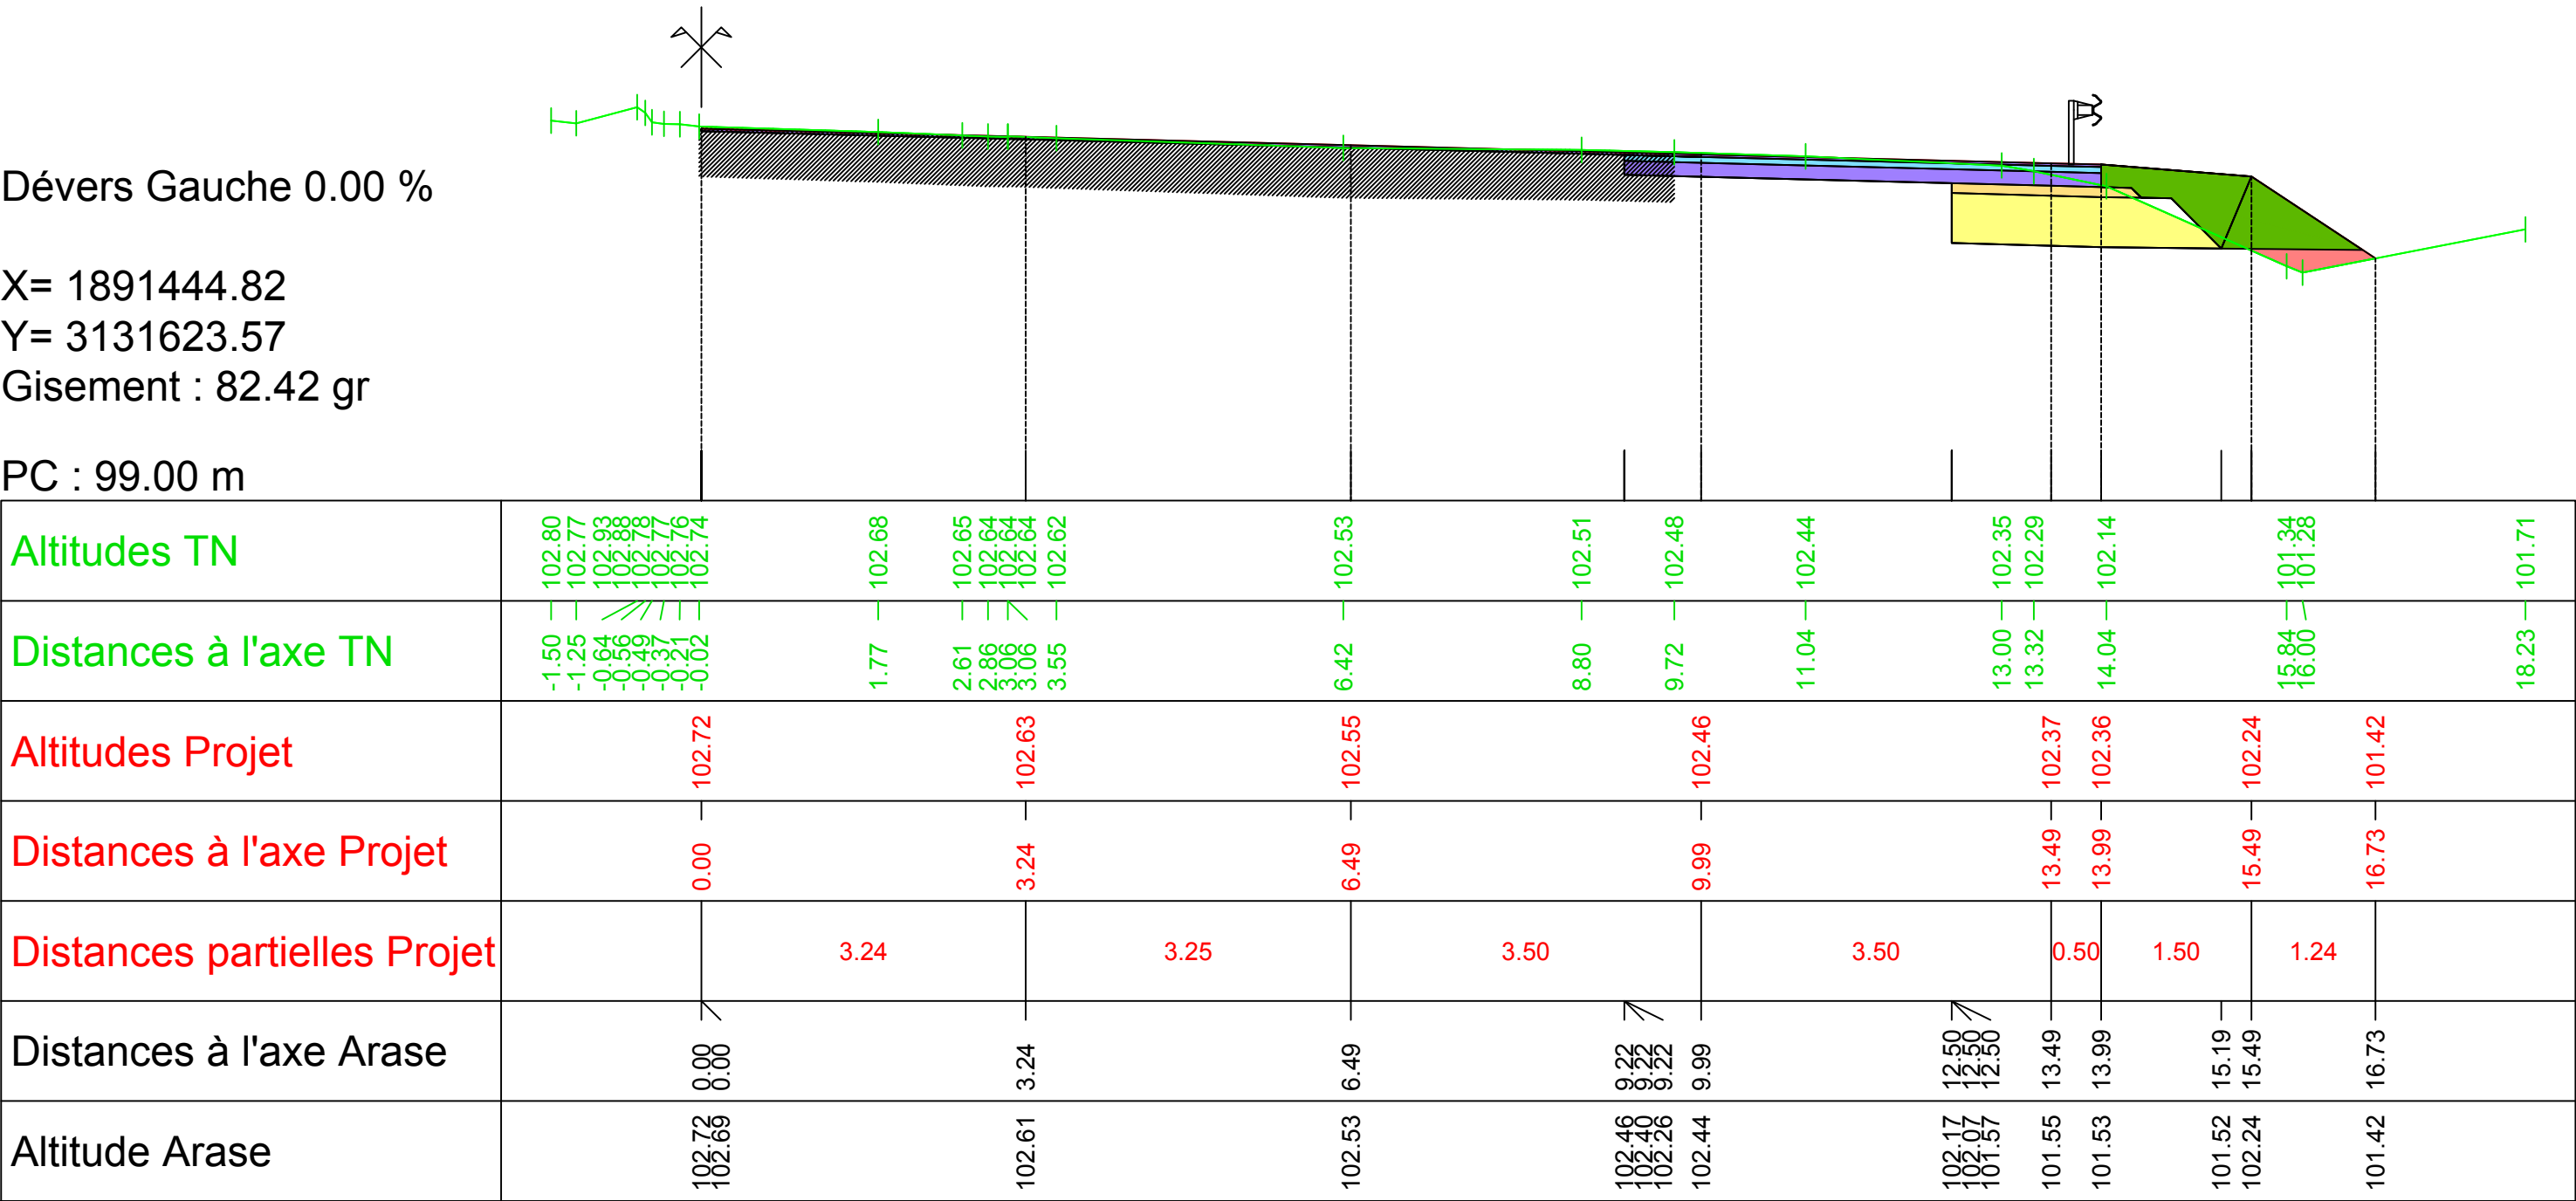 Dévers Gauche 0.00 %
X= 1891444.82
Y= 3131623.57
Gisement : 82.42 gr
PC : 99.00 m
Altitudes TN 102.80 102.77 102.93 102.88 102.78 102.77 102.76 102.74 102.68 102.65 102.64 102.64 102.64 102.62 102.53 102.51 102.48 102.44 102.35 102.29 102.14 101.34 101.28 101.71
Distances à l'axe TN -1.50 -1.25 -0.64 -0.56 -0.49 -0.37 -0.21 -0.02 1.77 2.61 2.86 3.06 3.06 3.55 6.42 8.80 9.72 11.04 13.00 13.32 14.04 15.84 16.00 18.23
Altitudes Projet 102.72 102.63 102.55 102.46 102.37 102.36 102.24 101.42
Distances à l'axe Projet 0.00 3.24 6.49 9.99 13.49 13.99 15.49 16.73
Distances partielles Projet 3.24 3.25 3.50 3.50 0.50 1.50 1.24
Distances à l'axe Arase 0.00 0.00 3.24 6.49 9.22 9.22 9.22 9.99 12.50 12.50 12.50 13.49 13.99 15.19 15.49 16.73
Altitude Arase 102.72 102.69 102.61 102.53 102.46 102.40 102.26 102.44 102.17 102.07 101.57 101.55 101.53 101.52 102.24 101.42